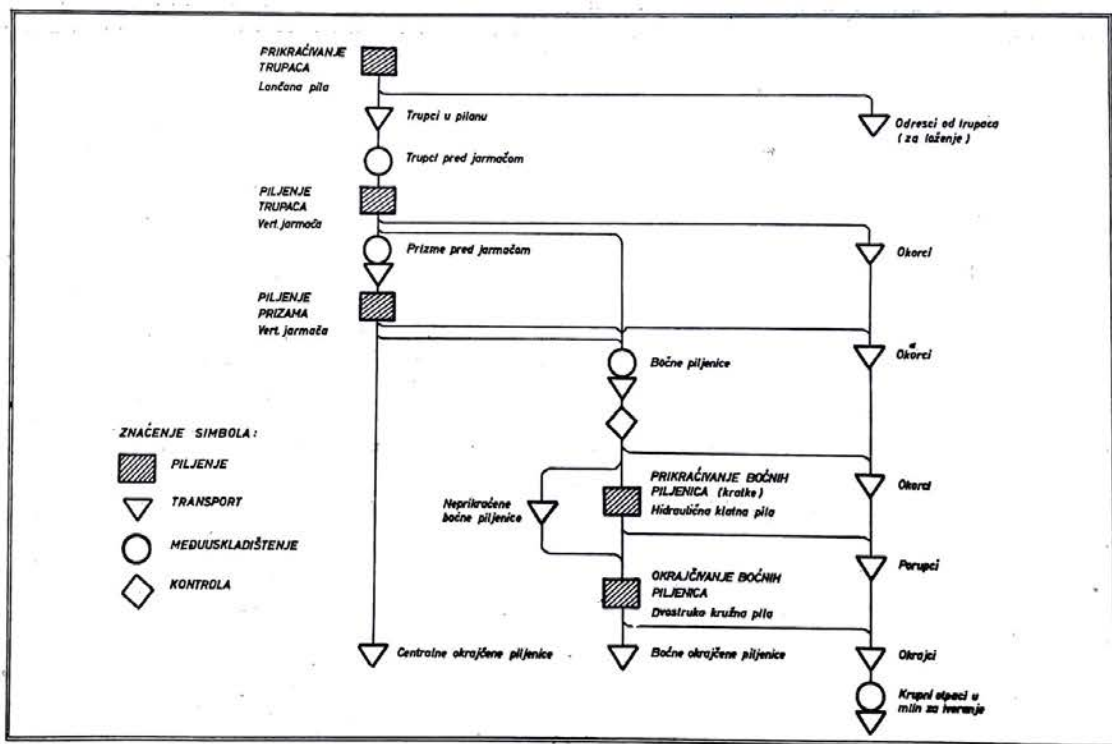 PRIKRAĆIVANJE
TRUPACA
Lančana pila
Trupci u pilanu
Odresci od trupaca
(za loženje)
Trupci pred jarmačom
PILJENJE
TRUPACA
Vert. jarmača
Prizme pred jarmačom
Okorci
PILJENJE
PRIZAMA
Vert. jarmača
Bočne piljenice
Okorci
ZNAČENJE SIMBOLA:
PILJENJE
TRANSPORT
MEĐUUSKLADIŠTENJE
KONTROLA
Neprikraćene
bočne piljenice
PRIKRAĆIVANJE BOČNIH
PILJENICA (kratke)
Hidraulična klatna pila
Okorci
OKRAJČIVANJE BOČNIH
PILJENICA
Dvostruka kružna pila
Porupci
Centralne okrajčene piljenice
Bočne okrajčene piljenice
Okrajci
Krupni otpaci u
mlin za iveranje